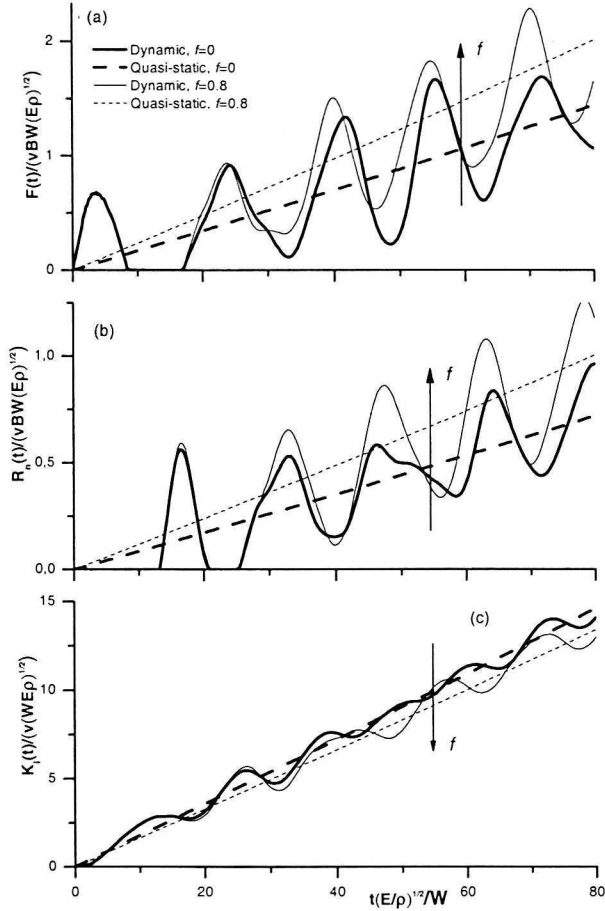 (a)
Dynamic, f=0
Quasi-static, f=0
Dynamic, f=0.8
Quasi-static, f=0.8
f
2
1
0
F(t)/(vBW(Eρ)^1/2)
(b)
f
1,0
0.5
0,0
Rn(t)/(vBW(Eρ)^1/2)
(c)
f
15
10
5
0
K1(t)/(v(WEρ)^1/2)
0 20 40 60 80
t(E/ρ)^1/2/W